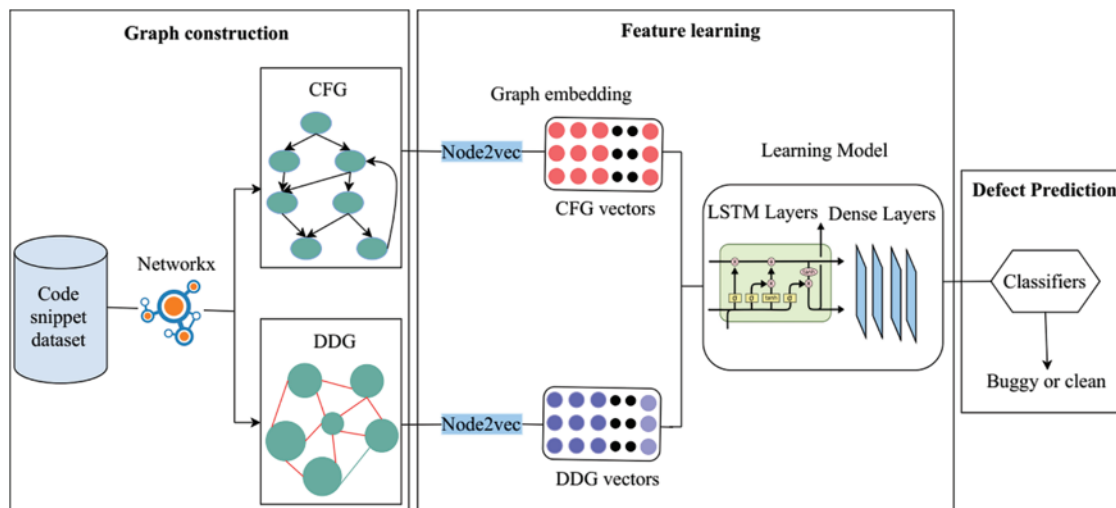 Graph construction
Feature learning
CFG
Graph embedding
Node2vec
CFG vectors
Learning Model
Defect Prediction
LSTM Layers
Dense Layers
Networkx
Code
snippet
dataset
tanh
Classifiers
DDG
Buggy or clean
Node2vec
DDG vectors